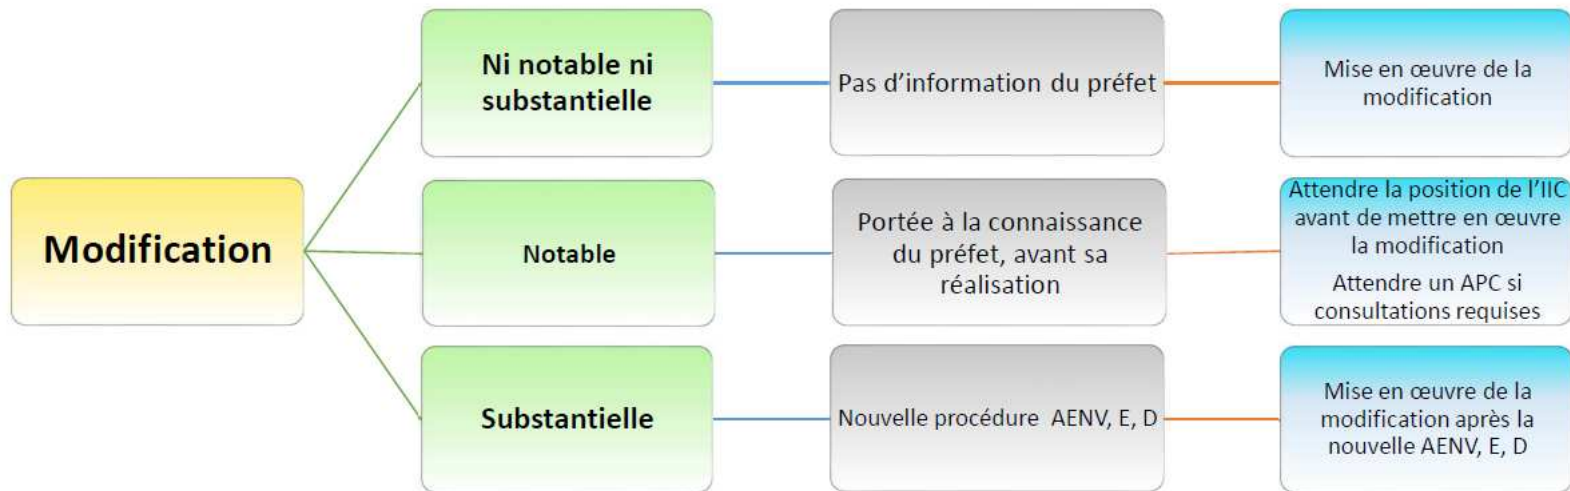 Modification
Ni notable ni
substantielle
Pas d’information du préfet
Mise en œuvre de la
modification
Notable
Portée à la connaissance
du préfet, avant sa
réalisation
Attendre la position de l’IIC
avant de mettre en œuvre
la modification
Attendre un APC si
consultations requises
Substantielle
Nouvelle procédure AENV, E, D
Mise en œuvre de la
modification après la
nouvelle AENV, E, D